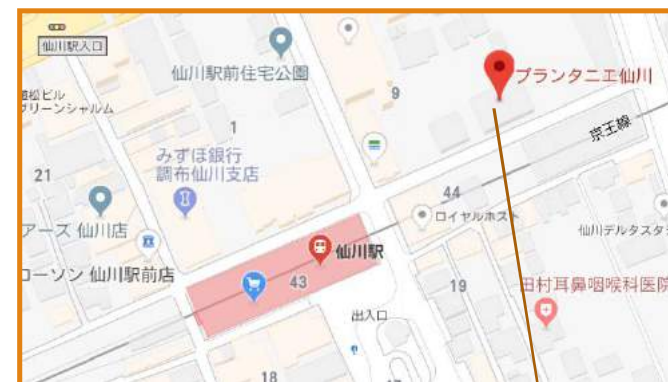 仙川駅入口
仙川駅前住宅公園
プランタニエ仙川
9
松ビル
グリーンシャルム
1
京王線
みずほ銀行
調布仙川支店
21
44
ロイヤルホスト
アーズ 仙川店
仙川デルタスタジ
仙川駅
ローソン 仙川駅前店
43
19
田村耳鼻咽喉科医院
出入口
18